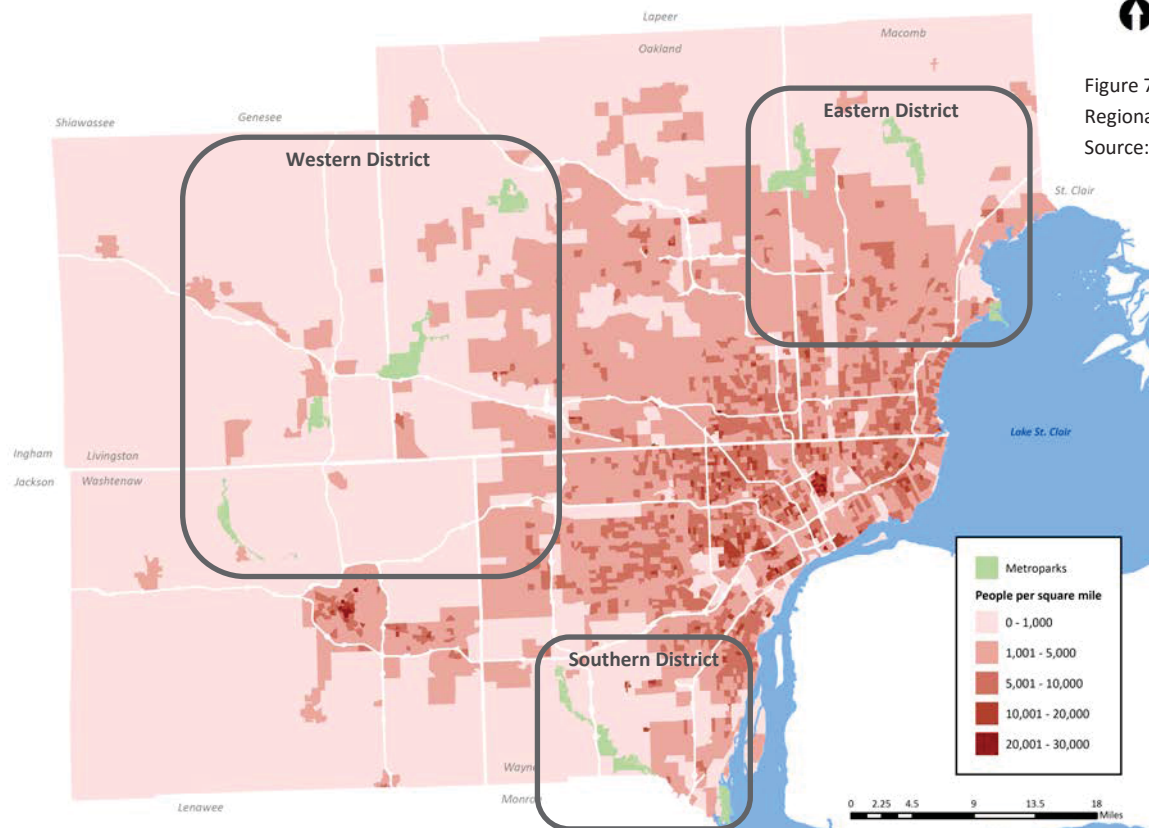 Lapeer
Macomb
Oakland
Figure 7
Regiona
Source:
Eastern District
Genesee
Shiawassee
Western District
St. Clair
Lake St. Clair
Ingham
Livingston
Jackson
Washtenaw
Metroparks
People per square mile
0 - 1,000
1,001 - 5,000
5,001 - 10,000
10,001 - 20,000
20,001 - 30,000
Southern District
Wayne
Monroe
Lenawee
0 2.25 4.5 9 13.5 18
Miles